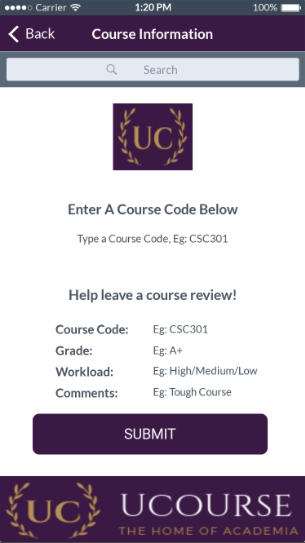 Carrier 1:20 PM 100%
Back Course Information
Search
UC
Enter A Course Code Below
Type a Course Code, Eg: CSC301
Help leave a course review!
Course Code: Eg: CSC301
Grade: Eg: A+
Workload: Eg: High/Medium/Low
Comments: Eg: Tough Course
SUBMIT
UC UCOURSE
THE HOME OF ACADEMIA